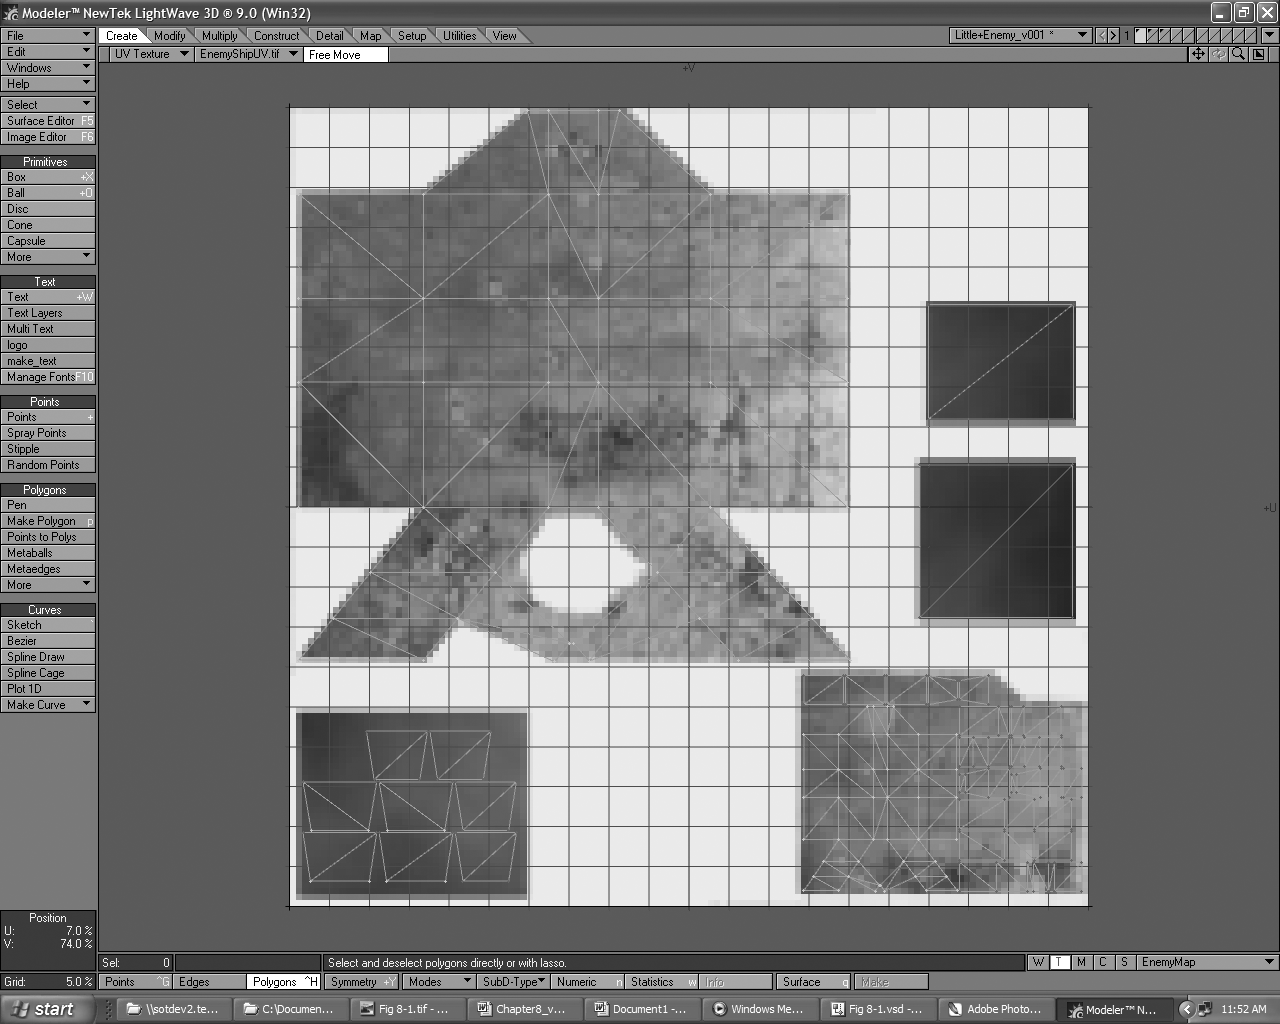 Modeler™ NewTek LightWave 3D ® 9.0 (Win32)
File Create Modify Multiply Construct Detail Map Setup Utilities View Little+Enemy_v001 * 1
Edit UV Texture EnemyShipUV.tif Free Move
Windows
Help
Select
Surface Editor F5
Image Editor F6
Primitives
Box +X
Ball +O
Disc
Cone
Capsule
More
Text
Text +W
Text Layers
Multi Text
logo
make_text
Manage Fonts F10
Points
Points +
Spray Points
Stipple
Random Points
Polygons
Pen
Make Polygon p
Points to Polys
Metaballs
Metaedges
More
Curves
Sketch `
Bezier
Spline Draw
Spline Cage
Plot 1D
Make Curve
+V
+U
Position
U: 7.0 %
V: 74.0 %
Sel: 0 Select and deselect polygons directly or with lasso. W T M C S EnemyMap
Grid: 5.0 % Points ^G Edges Polygons ^H Symmetry +Y Modes SubD-Type Numeric n Statistics w Info Surface q Make
start \\sotdev2.te... C:\Documen... Fig 8-1.tif - ... Chapter8_v... Document1 -... Windows Me... Fig 8-1.vsd -... Adobe Photo... Modeler™ N... 11:52 AM